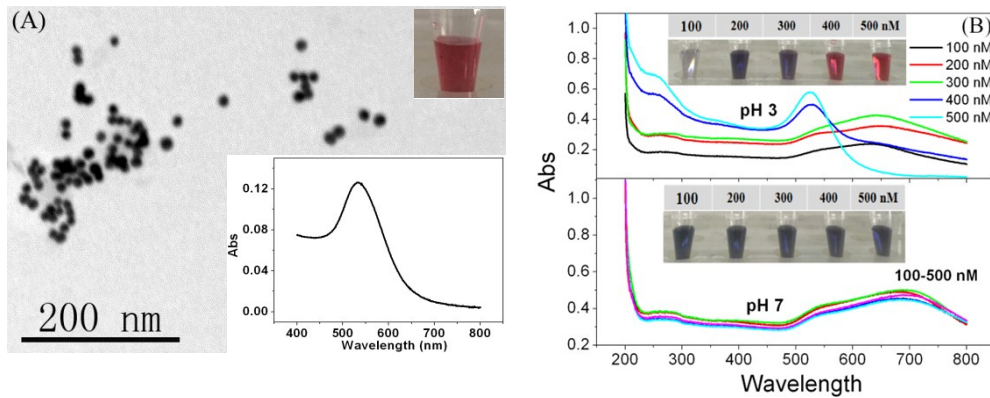 (A)
200 nm
Abs
0.12
0.08
0.04
0.00
400 500 600 700 800
Wavelength (nm)
(B)
100 200 300 400 500 nM
100 nM
200 nM
300 nM
400 nM
500 nM
pH 3
1.0
0.8
0.6
0.4
0.2
Abs
100 200 300 400 500 nM
100-500 nM
pH 7
1.0
0.8
0.6
0.4
0.2
200 300 400 500 600 700 800
Wavelength